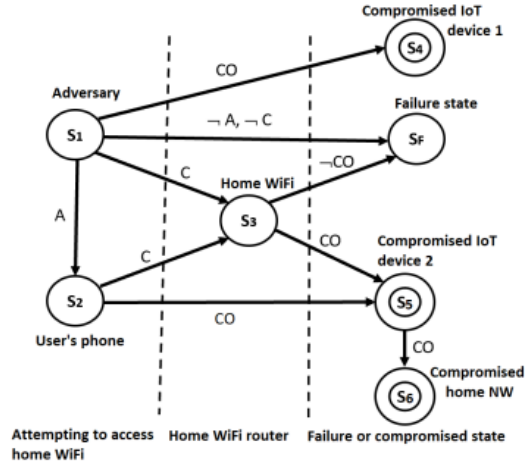 Compromised IoT
device 1
S4
CO
Adversary
Failure state
S1
¬ A, ¬ C
SF
C
Home WiFi
¬CO
S3
A
CO
Compromised IoT
device 2
C
S2
S5
CO
User's phone
CO
Compromised
home NW
S6
Attempting to access
home WiFi
Home WiFi router
Failure or compromised state